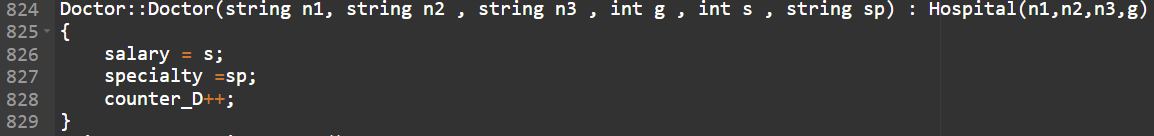 824 Doctor::Doctor(string n1, string n2 , string n3 , int g , int s , string sp) : Hospital(n1,n2,n3,g)
825 {
826 salary = s;
827 specialty =sp;
828 counter_D++;
829 }